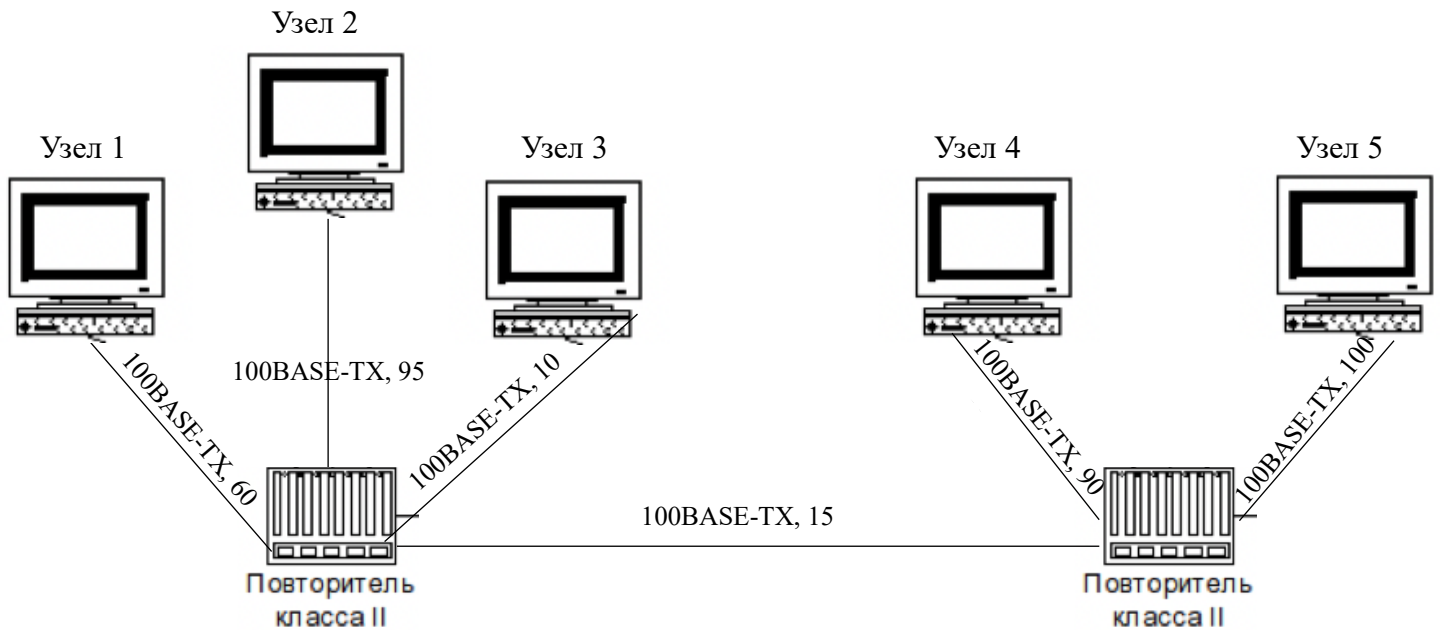 Узел 2
Узел 1
Узел 3
Узел 4
Узел 5
100BASE-TX, 60
100BASE-TX, 95
100BASE-TX, 10
100BASE-TX, 90
100BASE-TX, 100
100BASE-TX, 15
Повторитель
класса II
Повторитель
класса II